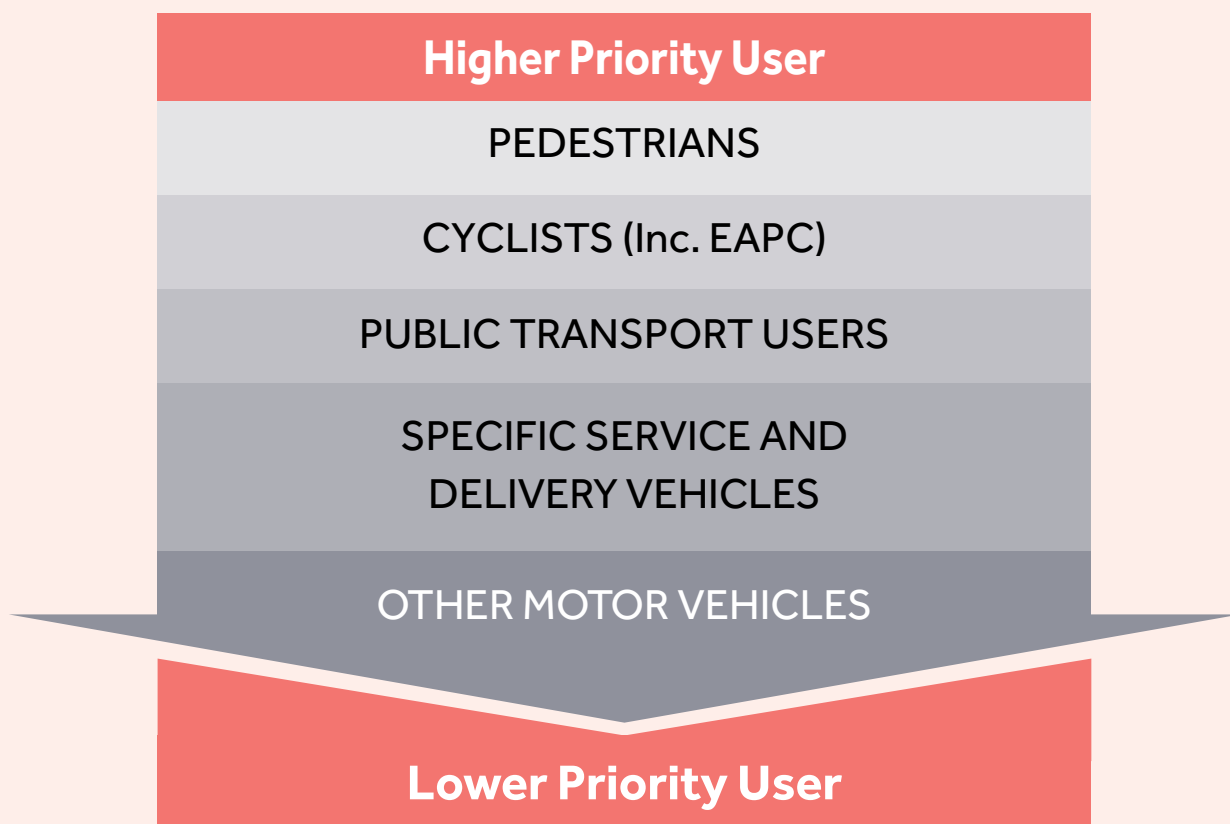 Higher Priority User
PEDESTRIANS
CYCLISTS (Inc. EAPC)
PUBLIC TRANSPORT USERS
SPECIFIC SERVICE AND
DELIVERY VEHICLES
OTHER MOTOR VEHICLES
Lower Priority User